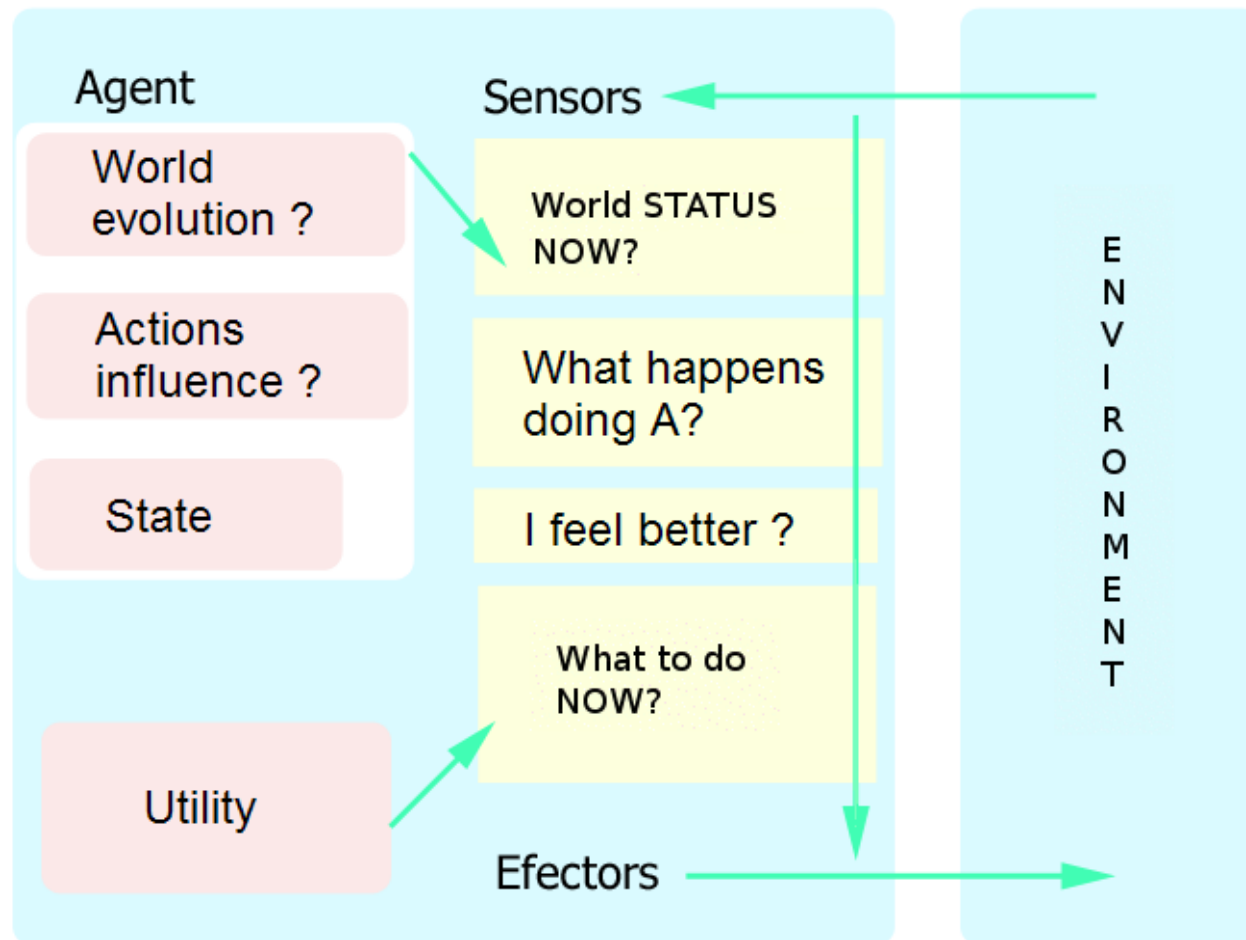 Agent
World
evolution ?
Actions
influence ?
State
Utility
Sensors
World STATUS
NOW?
What happens
doing A?
I feel better ?
What to do
NOW?
Efectors
E
N
V
I
R
O
N
M
E
N
T